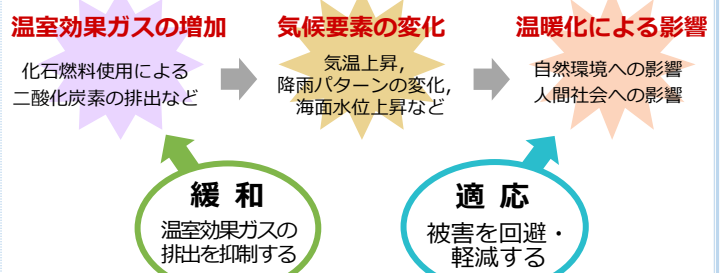 温室効果ガスの増加
化石燃料使用による
二酸化炭素の排出など
気候要素の変化
気温上昇,
降雨パターンの変化,
海面水位上昇など
温暖化による影響
自然環境への影響
人間社会への影響
緩 和
温室効果ガスの
排出を抑制する
適 応
被害を回避・
軽減する